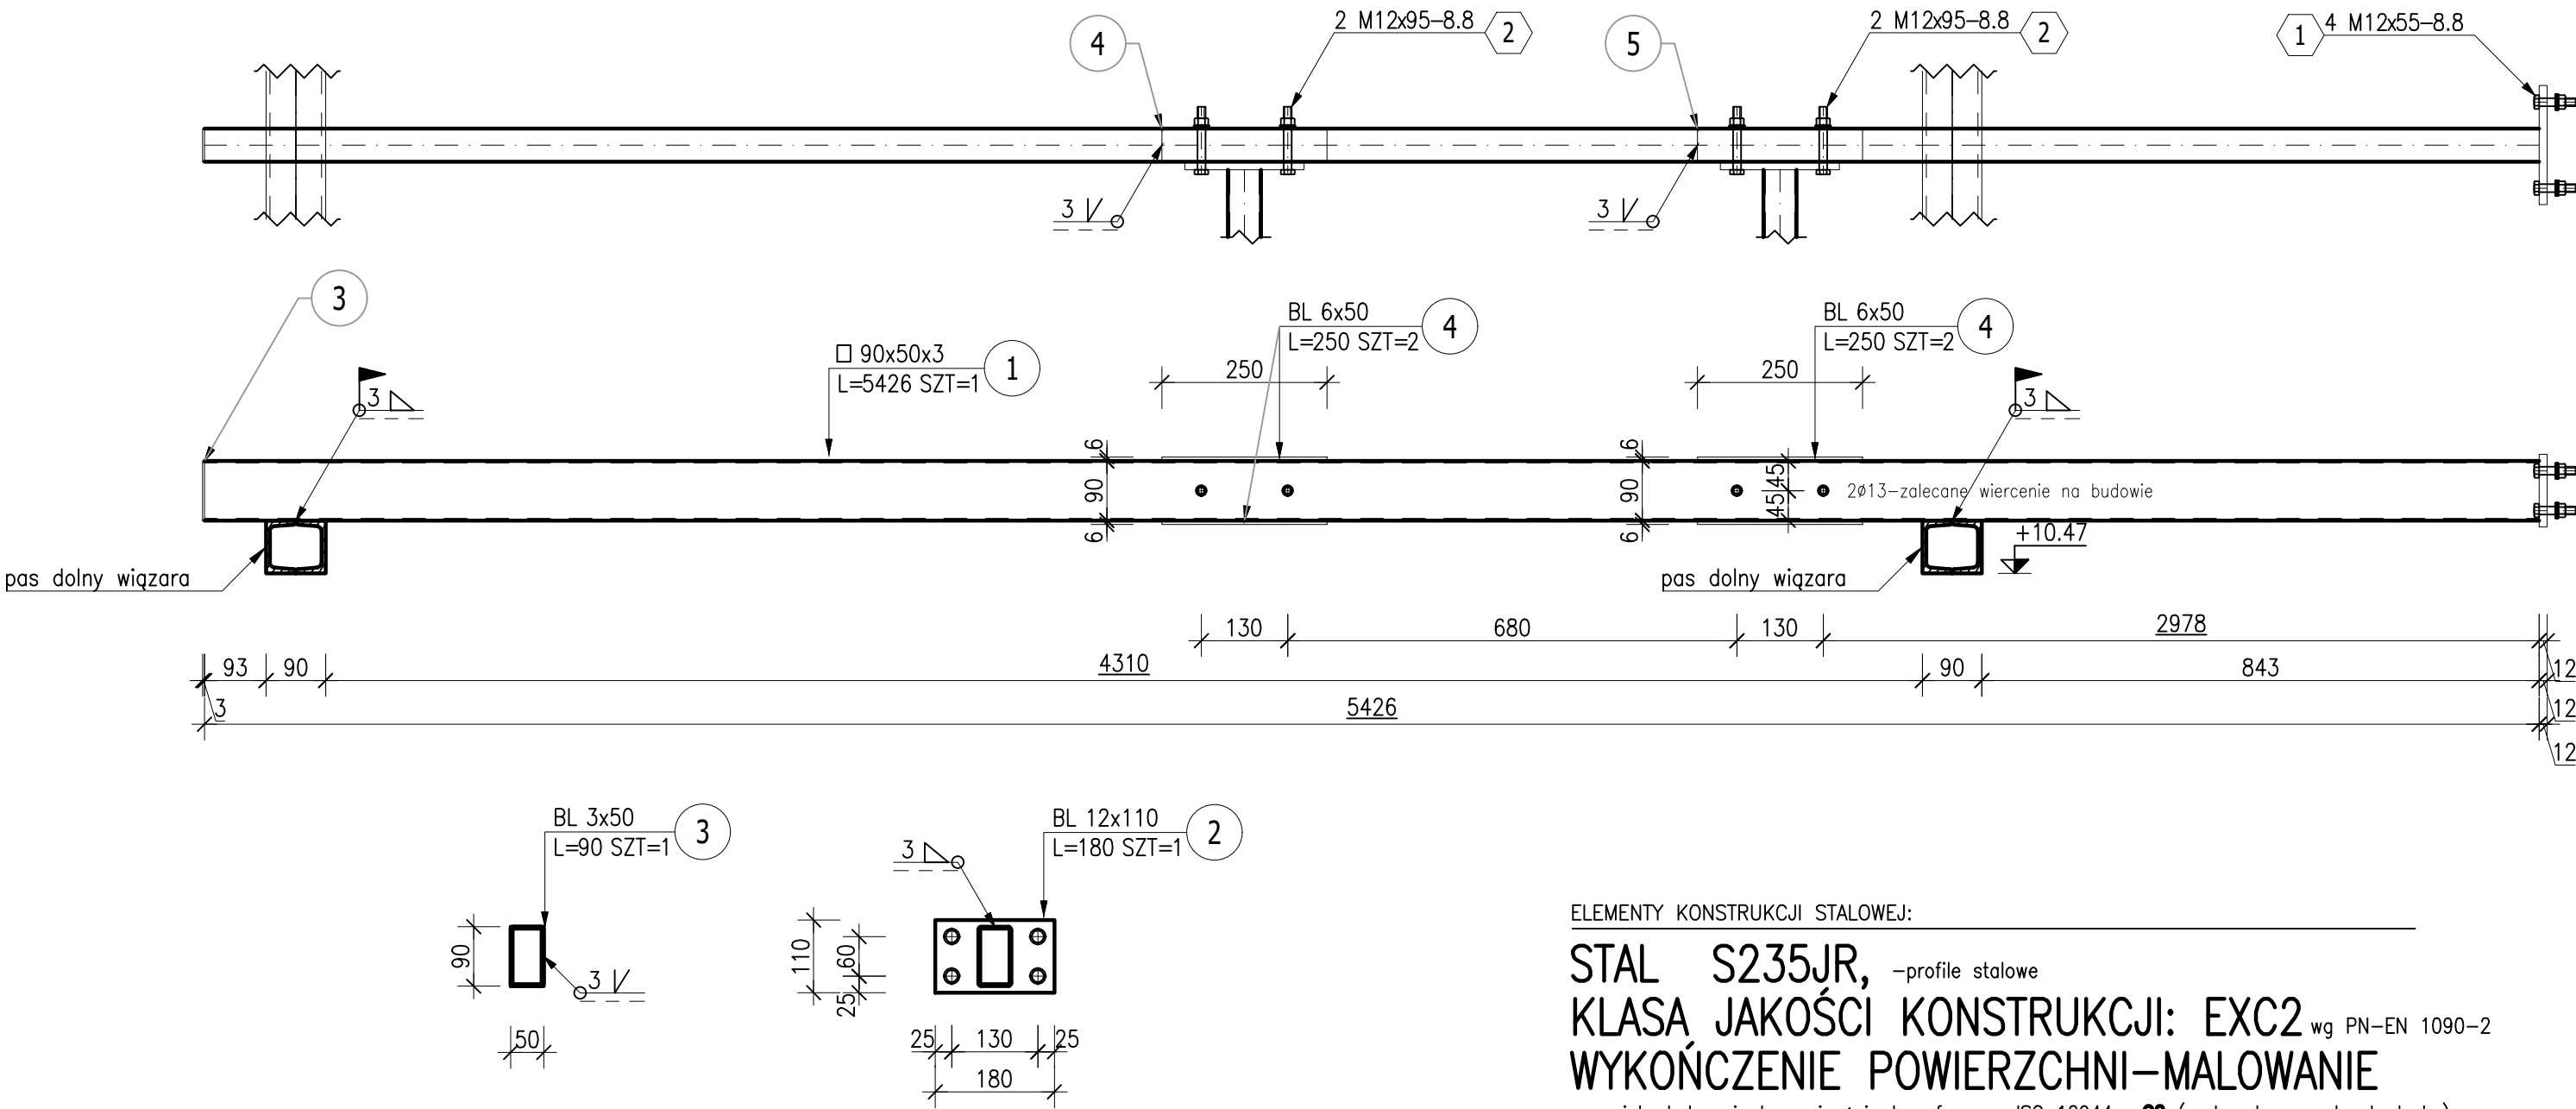 4
2 M12x95-8.8
2
5
2 M12x95-8.8
2
1
4 M12x55-8.8
3
3
3
BL 6x50
L=250 SZT=2
4
BL 6x50
L=250 SZT=2
4
□ 90x50x3
L=5426 SZT=1
1
250
250
3
3
6
90
6
6
90
6
45
45
2ø13-zalecane wiercenie na budowie
+10.47
pas dolny wiązara
pas dolny wiązara
130
680
130
2978
93
90
4310
90
843
12
3
5426
12
12
BL 3x50
L=90 SZT=1
3
BL 12x110
L=180 SZT=1
2
3
90
3
50
110
60
25
25
130
25
180
ELEMENTY KONSTRUKCJI STALOWEJ:
STAL S235JR, -profile stalowe
KLASA JAKOŚCI KONSTRUKCJI: EXC2 wg PN-EN 1090-2
WYKOŃCZENIE POWIERZCHNI-MALOWANIE